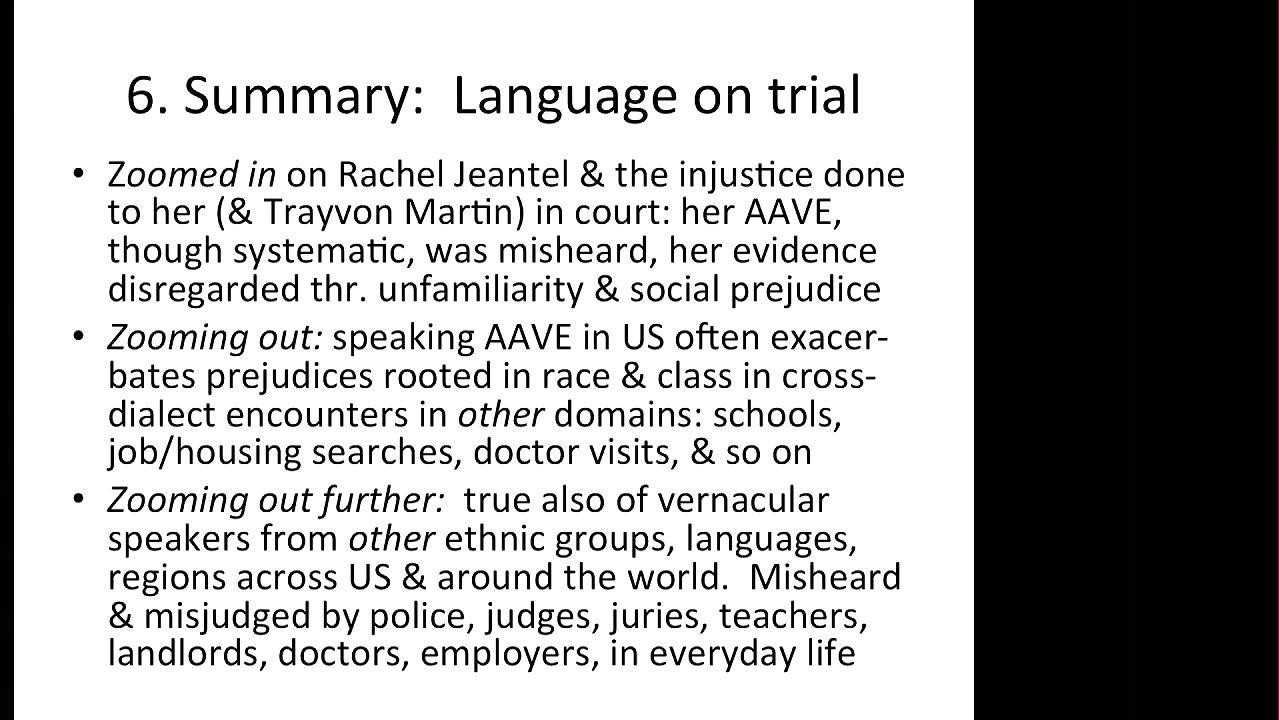 6. Summary:  Language on trial
• Zoomed in on Rachel Jeantel & the injustice done
to her (& Trayvon Martin) in court: her AAVE,
though systematic, was misheard, her evidence
disregarded thr. unfamiliarity & social prejudice
• Zooming out: speaking AAVE in US often exacer-
bates prejudices rooted in race & class in cross-
dialect encounters in other domains: schools,
job/housing searches, doctor visits, & so on
• Zooming out further:  true also of vernacular
speakers from other ethnic groups, languages,
regions across US & around the world.  Misheard
& misjudged by police, judges, juries, teachers,
landlords, doctors, employers, in everyday life